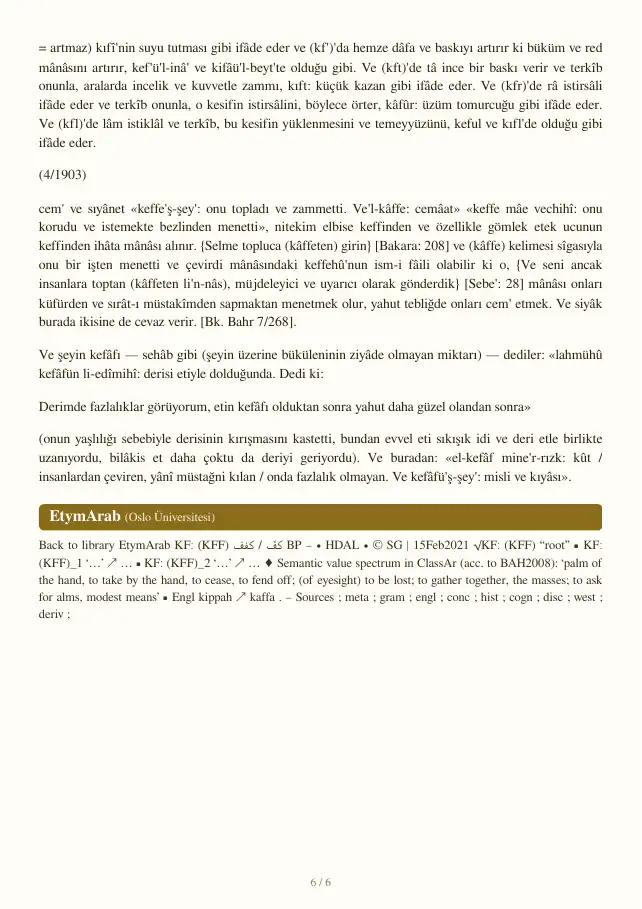 = artmaz) kıfî'nin suyu tutması gibi ifâde eder ve (kf')'da hemze dâfa ve baskıyı artırır ki büküm ve red
mânâsını artırır, kef'ü'l-inâ' ve kifâü'l-beyt'te olduğu gibi. Ve (kft)'de tâ ince bir baskı verir ve terkîb
onunla, aralarda incelik ve kuvvetle zammı, kıft: küçük kazan gibi ifâde eder. Ve (kfr)'de râ istirsâli
ifâde eder ve terkîb onunla, o kesifin istirsâlini, böylece örter, kâfûr: üzüm tomurcuğu gibi ifâde eder.
Ve (kfl)'de lâm istiklâl ve terkîb, bu kesifin yüklenmesini ve temeyyüzünü, keful ve kıfl'de olduğu gibi
ifâde eder.
(4/1903)
cem' ve sıyânet «keffe'ş-şey': onu topladı ve zammetti. Ve'l-kâffe: cemâat» «keffe mâe vechihî: onu
korudu ve istemekte bezlinden menetti», nitekim elbise keffinden ve özellikle gömlek etek ucunun
keffinden ihâta mânâsı alınır. {Selme topluca (kâffeten) girin} [Bakara: 208] ve (kâffe) kelimesi sîgasıyla
onu bir işten menetti ve çevirdi mânâsındaki keffehû'nun ism-i fâili olabilir ki o, {Ve seni ancak
insanlara toptan (kâffeten li'n-nâs), müjdeleyici ve uyarıcı olarak gönderdik} [Sebe': 28] mânâsı onları
küfürden ve sırât-ı müstakîmden sapmaktan menetmek olur, yahut tebliğde onları cem' etmek. Ve siyâk
burada ikisine de cevaz verir. [Bk. Bahr 7/268].
Ve şeyin kefâfı — sehâb gibi (şeyin üzerine büküleninin ziyâde olmayan miktarı) — dediler: «lahmühû
kefâfün li-edîmihî: derisi etiyle dolduğunda. Dedi ki:
Derimde fazlalıklar görüyorum, etin kefâfı olduktan sonra yahut daha güzel olandan sonra»
(onun yaşlılığı sebebiyle derisinin kırışmasını kastetti, bundan evvel eti sıkışık idi ve deri etle birlikte
uzanıyordu, bilâkis et daha çoktu da deriyi geriyordu). Ve buradan: «el-kefâf mine'r-rızk: kût /
insanlardan çeviren, yânî müstağni kılan / onda fazlalık olmayan. Ve kefâfü'ş-şey': misli ve kıyâsı».
EtymArab (Oslo Üniversitesi)
Back to library EtymArab KF: (KFF) كفّ / كفف BP – • HDAL • © SG | 15Feb2021 √KF: (KFF) “root” ▪ KF:
(KFF)_1 ‘…’ ↗ … ▪ KF: (KFF)_2 ‘…’ ↗ … ♦ Semantic value spectrum in ClassAr (acc. to BAH2008): ‘palm of
the hand, to take by the hand, to cease, to fend off; (of eyesight) to be lost; to gather together, the masses; to ask
for alms, modest means’ ▪ Engl kippah ↗ kaffa . – Sources ; meta ; gram ; engl ; conc ; hist ; cogn ; disc ; west ;
deriv ;
6 / 6